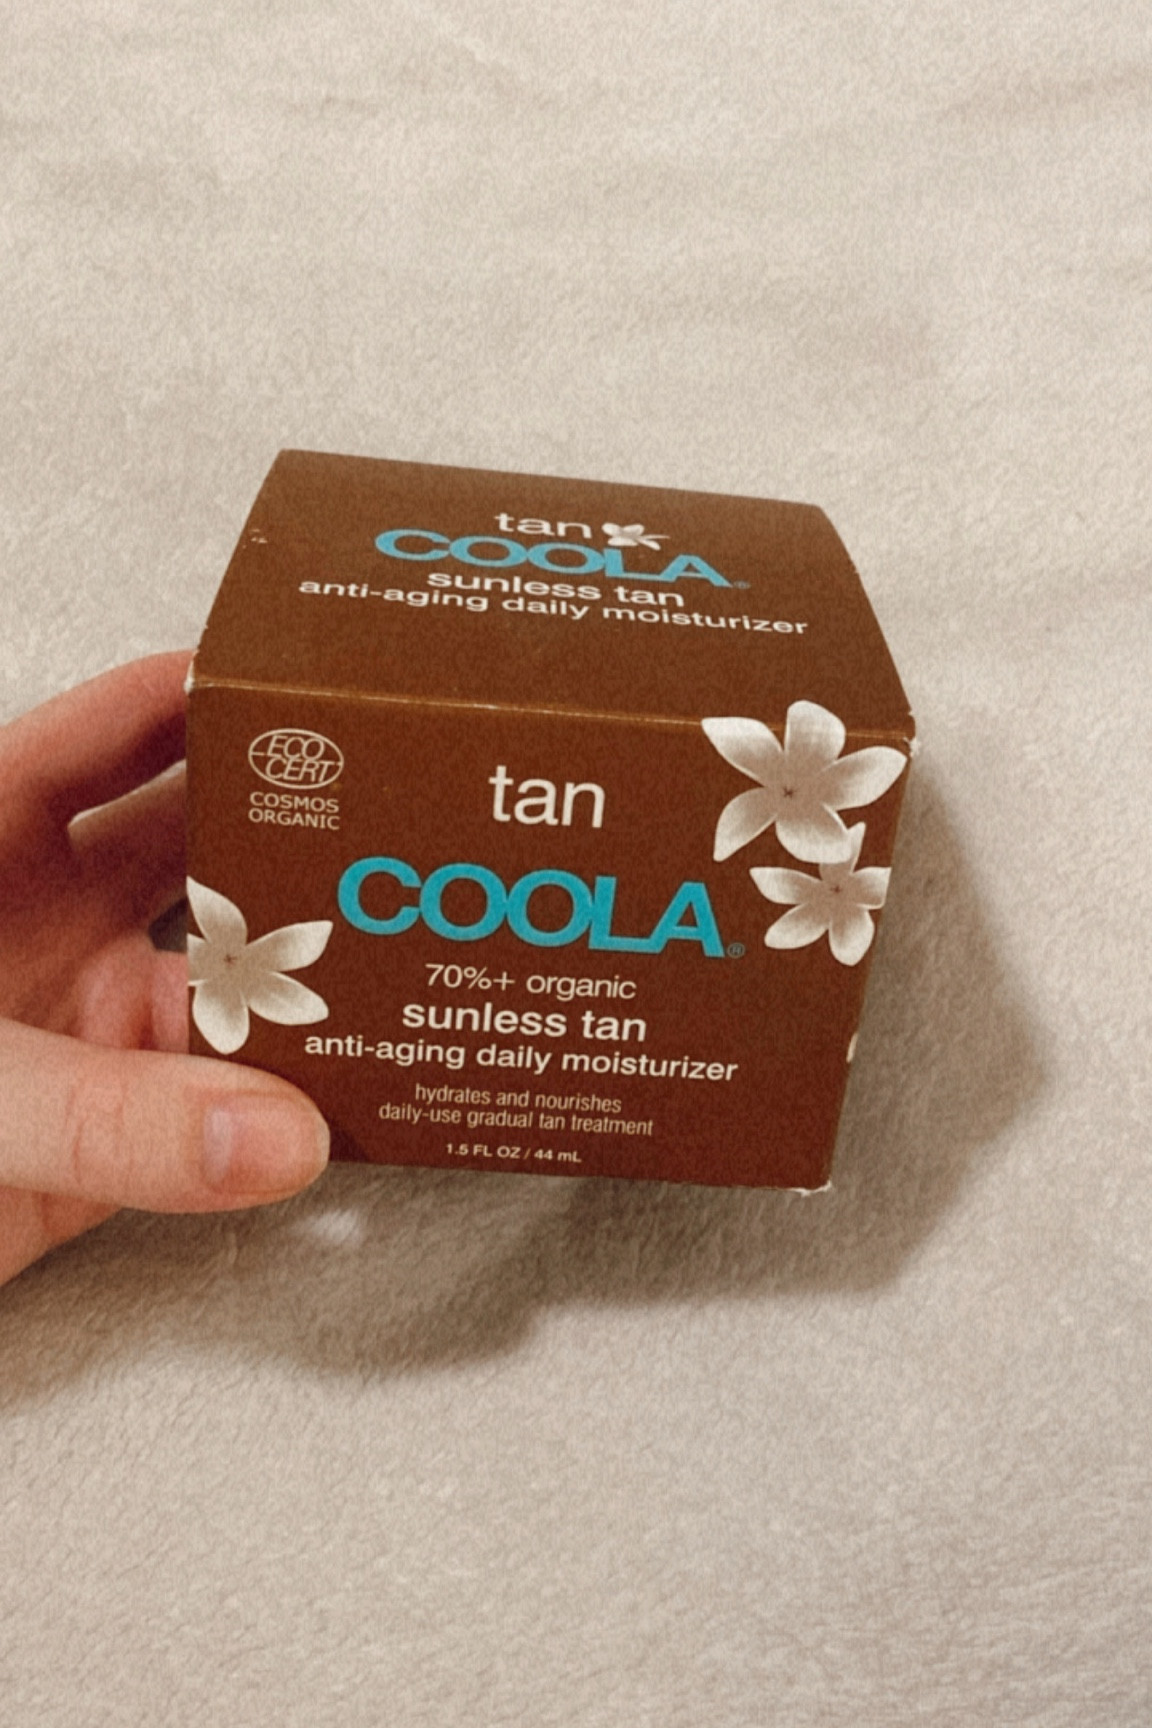 tan
COOLA®
sunless tan
anti-aging daily moisturizer
ECO
CERT
COSMOS
ORGANIC
tan
COOLA®
70%+ organic
sunless tan
anti-aging daily moisturizer
hydrates and nourishes
daily-use gradual tan treatment
1.5 FL OZ / 44 mL